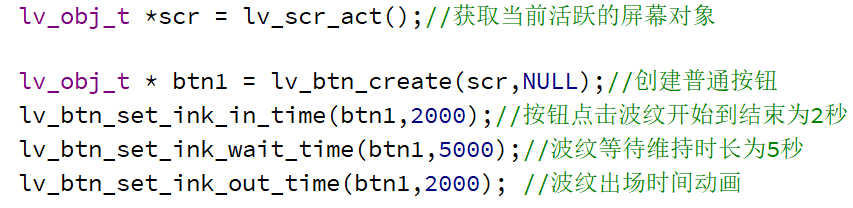 lv_obj_t *scr = lv_scr_act();//获取当前活跃的屏幕对象
lv_obj_t * btn1 = lv_btn_create(scr,NULL);//创建普通按钮
lv_btn_set_ink_in_time(btn1,2000);//按钮点击波纹开始到结束为2秒
lv_btn_set_ink_wait_time(btn1,5000);//波纹等待维持时长为5秒
lv_btn_set_ink_out_time(btn1,2000); //波纹出场时间动画